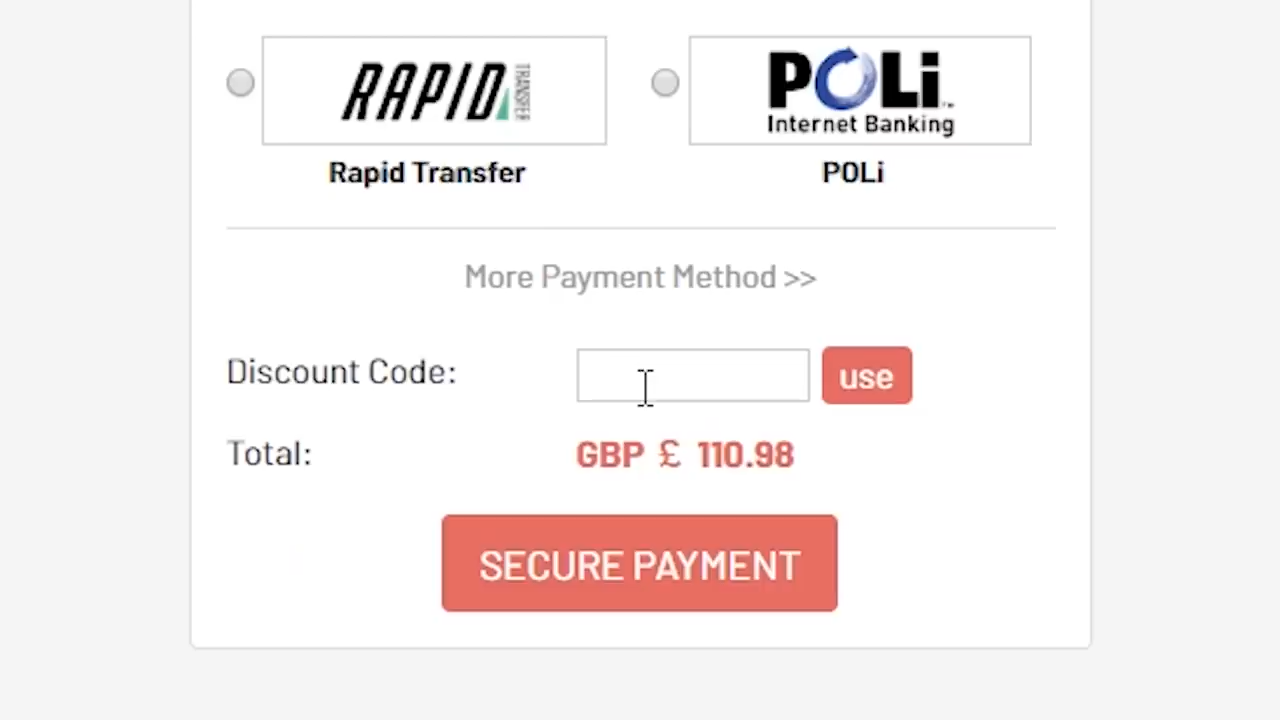 RAPID TRANSFER
POLi™
Internet Banking
Rapid Transfer
POLi
More Payment Method >>
Discount Code:
use
Total:
GBP £ 110.98
SECURE PAYMENT